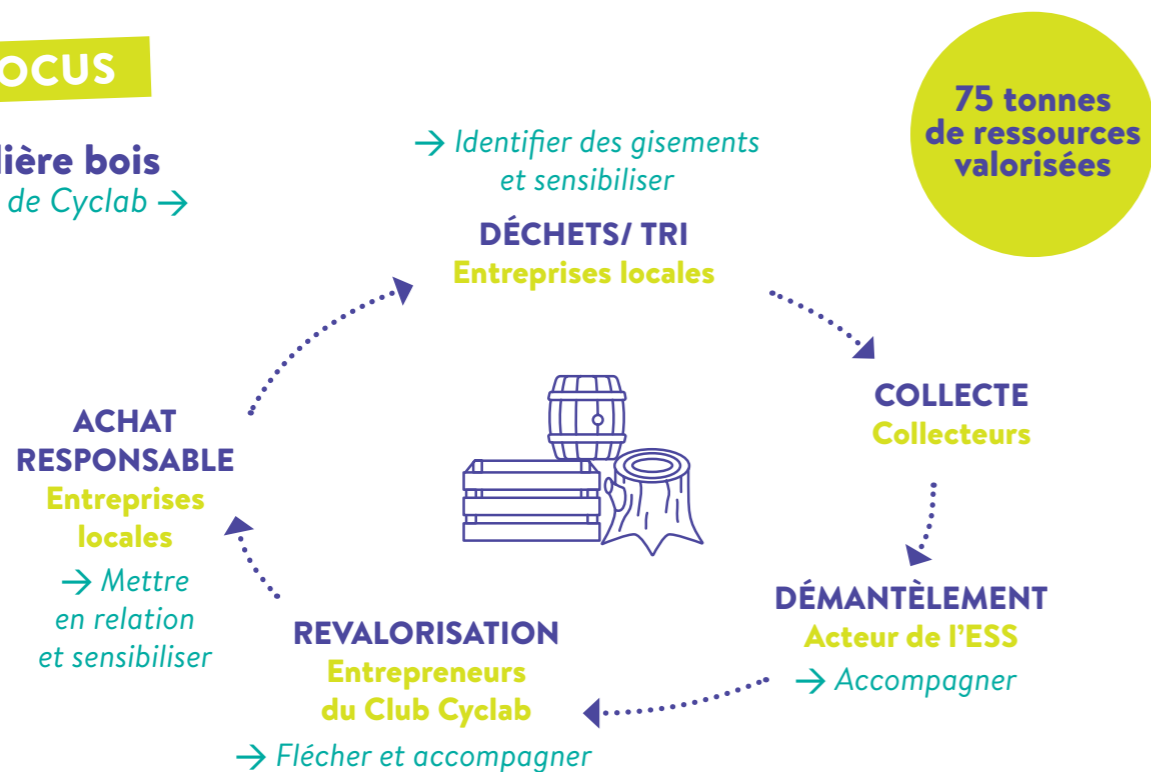 OCUS
lière bois
de Cyclab →
75 tonnes
de ressources
valorisées
→ Identifier des gisements
et sensibiliser
DÉCHETS/ TRI
Entreprises locales
COLLECTE
Collecteurs
DÉMANTÈLEMENT
Acteur de l’ESS
→ Accompagner
REVALORISATION
Entrepreneurs
du Club Cyclab
→ Flécher et accompagner
ACHAT
RESPONSABLE
Entreprises
locales
→ Mettre
en relation
et sensibiliser